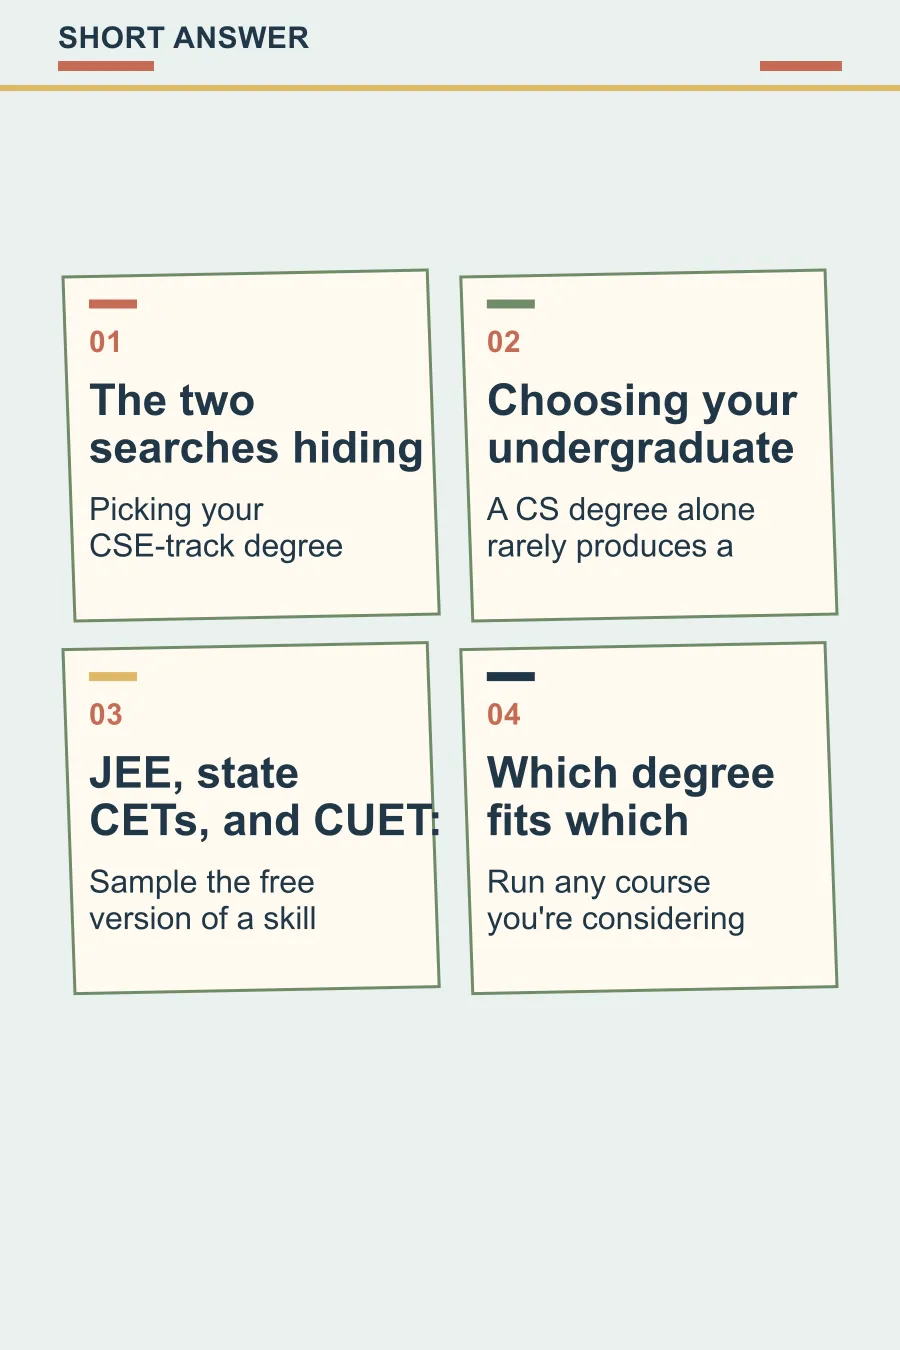 SHORT ANSWER
01
The two
searches hiding
Picking your
CSE-track degree
02
Choosing your
undergraduate
A CS degree alone
rarely produces a
03
JEE, state
CETs, and CUET:
Sample the free
version of a skill
04
Which degree
fits which
Run any course
you're considering